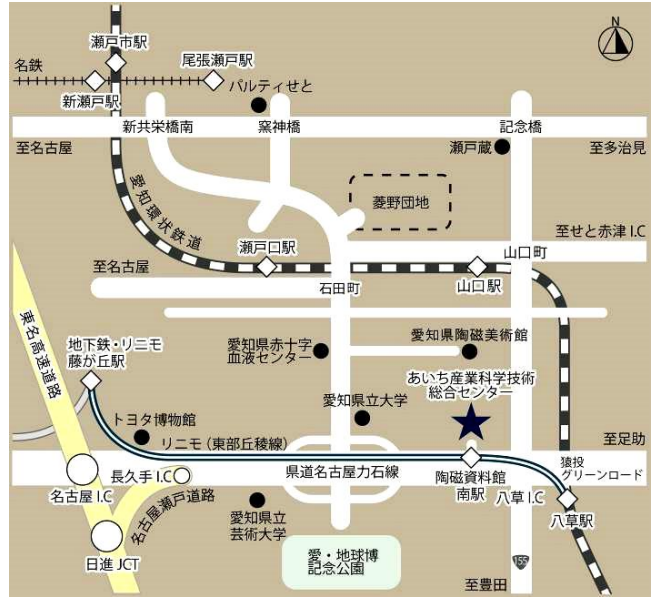 瀬戸市駅
N
名鉄
尾張瀬戸駅
新瀬戸駅
パルティせと
新共栄橋南
窯神橋
記念橋
至名古屋
瀬戸蔵
至多治見
愛知環状鉄道
菱野団地
至せと赤津 I.C
瀬戸口駅
山口町
至名古屋
石田町
山口駅
東名高速道路
地下鉄・リニモ
藤が丘駅
愛知県赤十字
血液センター
愛知県陶磁美術館
あいち産業科学技術
総合センター
愛知県立大学
トヨタ博物館
リニモ（東部丘陵線）
至足助
猿投
グリーンロード
長久手 I.C
県道名古屋力石線
陶磁資料館
南駅
八草 I.C
名古屋 I.C
名古屋瀬戸道路
愛知県立
芸術大学
八草駅
日進 JCT
愛・地球博
記念公園
155
至豊田